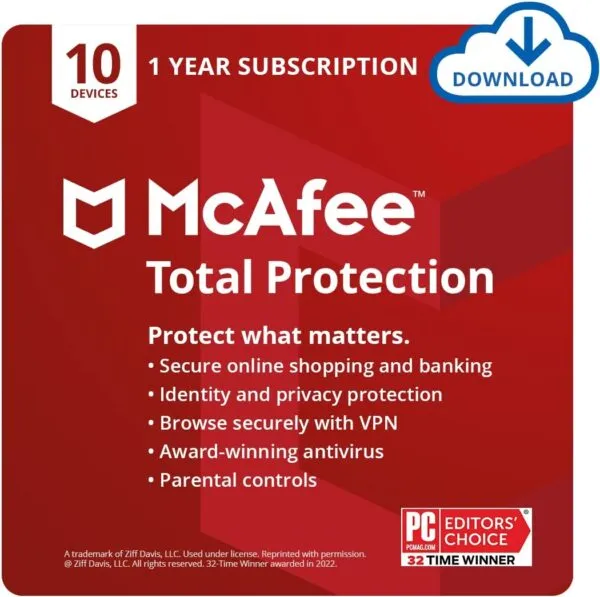 10
DEVICES
1 YEAR SUBSCRIPTION
DOWNLOAD
McAfee™
Total Protection
Protect what matters.
• Secure online shopping and banking
• Identity and privacy protection
• Browse securely with VPN
• Award-winning antivirus
• Parental controls
PC
PCMAG.COM
EDITORS'
CHOICE
®
32 TIME WINNER
A trademark of Ziff Davis, LLC. Used under license. Reprinted with permission.
@ Ziff Davis, LLC. All rights reserved. 32-Time Winner awarded in 2022.